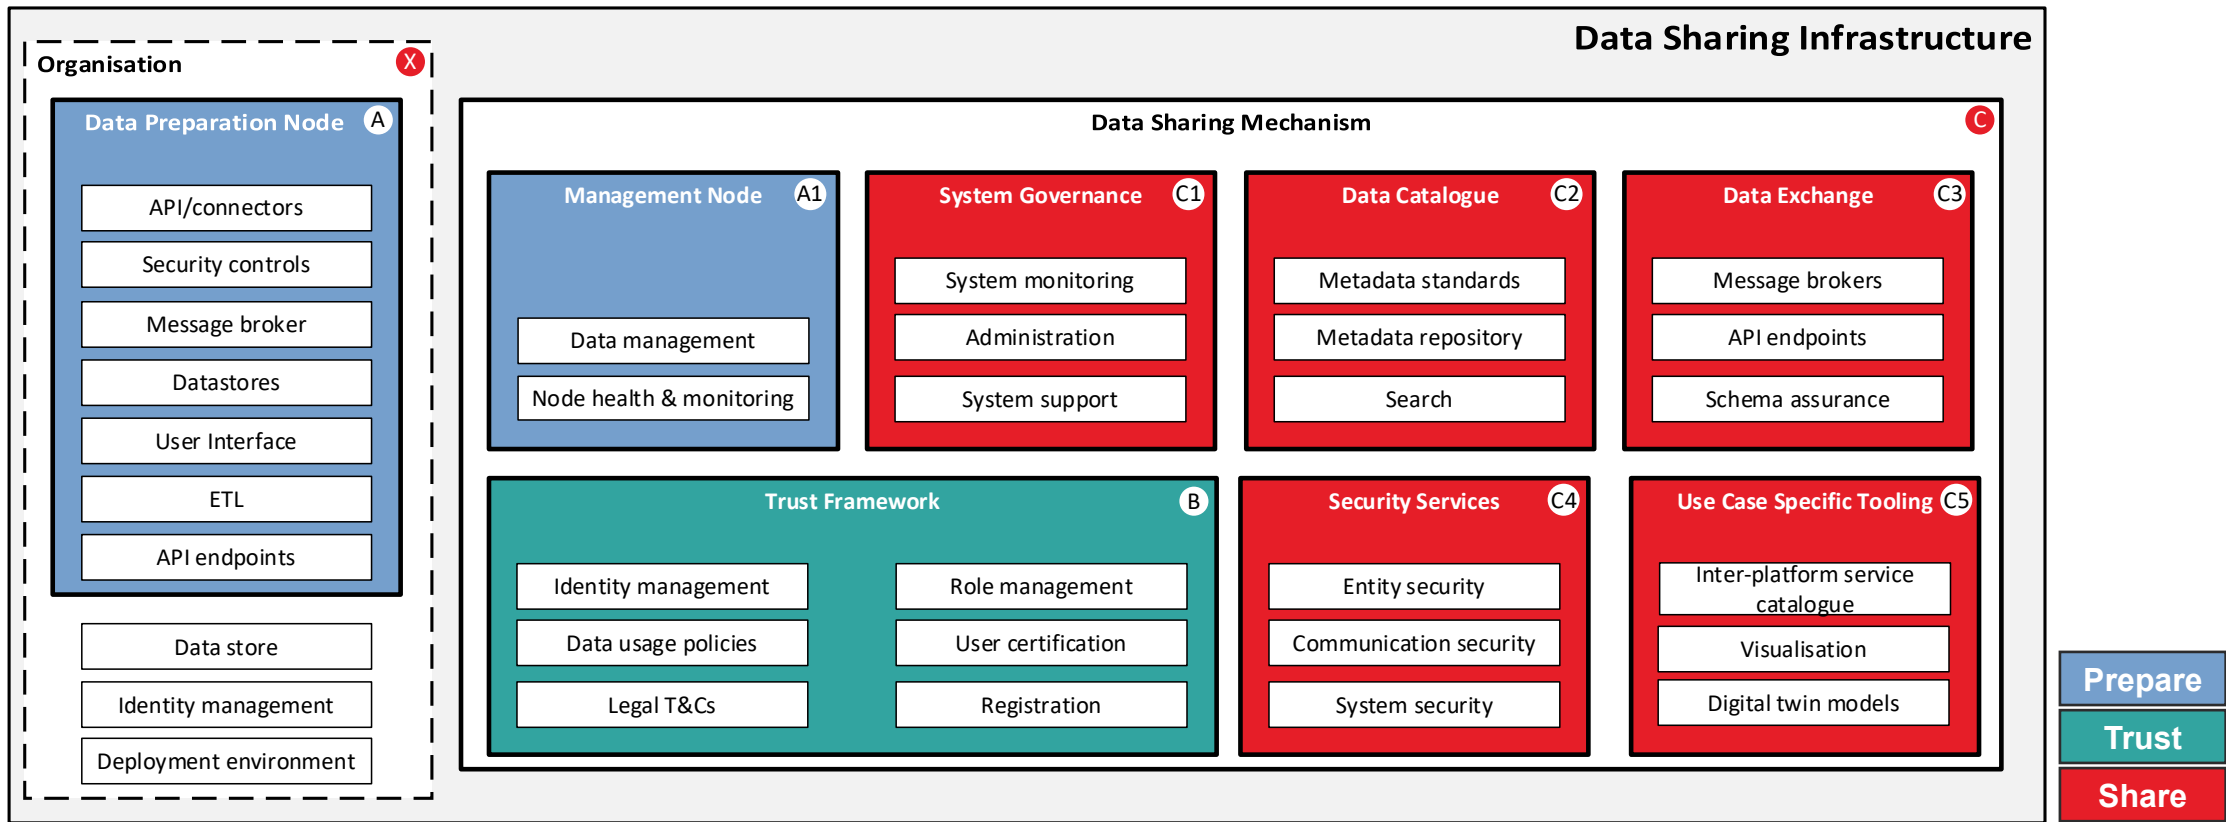 Data Sharing Infrastructure
Organisation
X
Data Preparation Node
A
API/connectors
Security controls
Message broker
Datastores
User Interface
ETL
API endpoints
Data store
Identity management
Deployment environment
Data Sharing Mechanism
C
Management Node
A1
Data management
Node health & monitoring
System Governance
C1
System monitoring
Administration
System support
Data Catalogue
C2
Metadata standards
Metadata repository
Search
Data Exchange
C3
Message brokers
API endpoints
Schema assurance
Trust Framework
B
Identity management
Data usage policies
Legal T&Cs
Role management
User certification
Registration
Security Services
C4
Entity security
Communication security
System security
Use Case Specific Tooling
C5
Inter-platform service
catalogue
Visualisation
Digital twin models
Prepare
Trust
Share